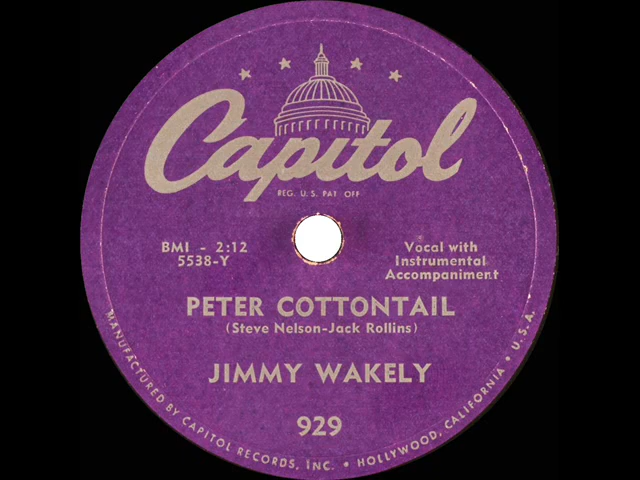 Capitol
REG. U.S. PAT OFF
BMI - 2:12
5538-Y
Vocal with
Instrumental
Accompaniment
PETER COTTONTAIL
(Steve Nelson-Jack Rollins)
JIMMY WAKELY
929
MANUFACTURED BY CAPITOL RECORDS, INC. • HOLLYWOOD, CALIFORNIA • U.S.A.